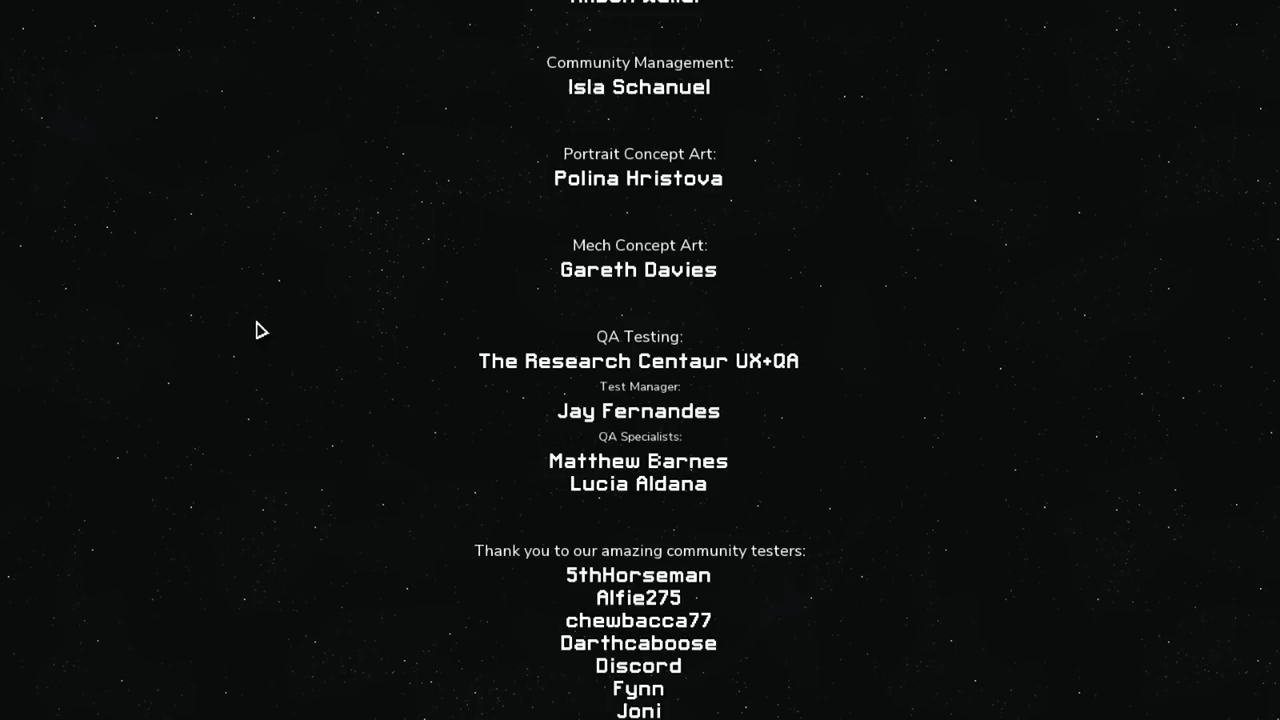 Community Management:
Isla Schanuel
Portrait Concept Art:
Polina Hristova
Mech Concept Art:
Gareth Davies
QA Testing:
The Research Centaur UX+QA
Test Manager:
Jay Fernandes
QA Specialists:
Matthew Barnes
Lucia Aldana
Thank you to our amazing community testers:
5thHorseman
Alfie275
chewbacca77
Darthcaboose
Discord
Fynn
Joni